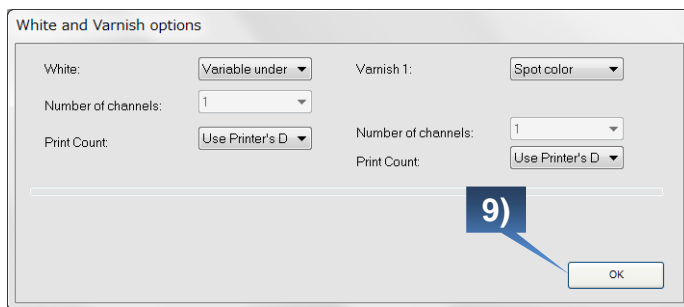 White and Varnish options
White: Variable under Varnish 1: Spot color
Number of channels: 1
Print Count: Use Printer's D
Number of channels: 1
Print Count: Use Printer's D
9)
OK